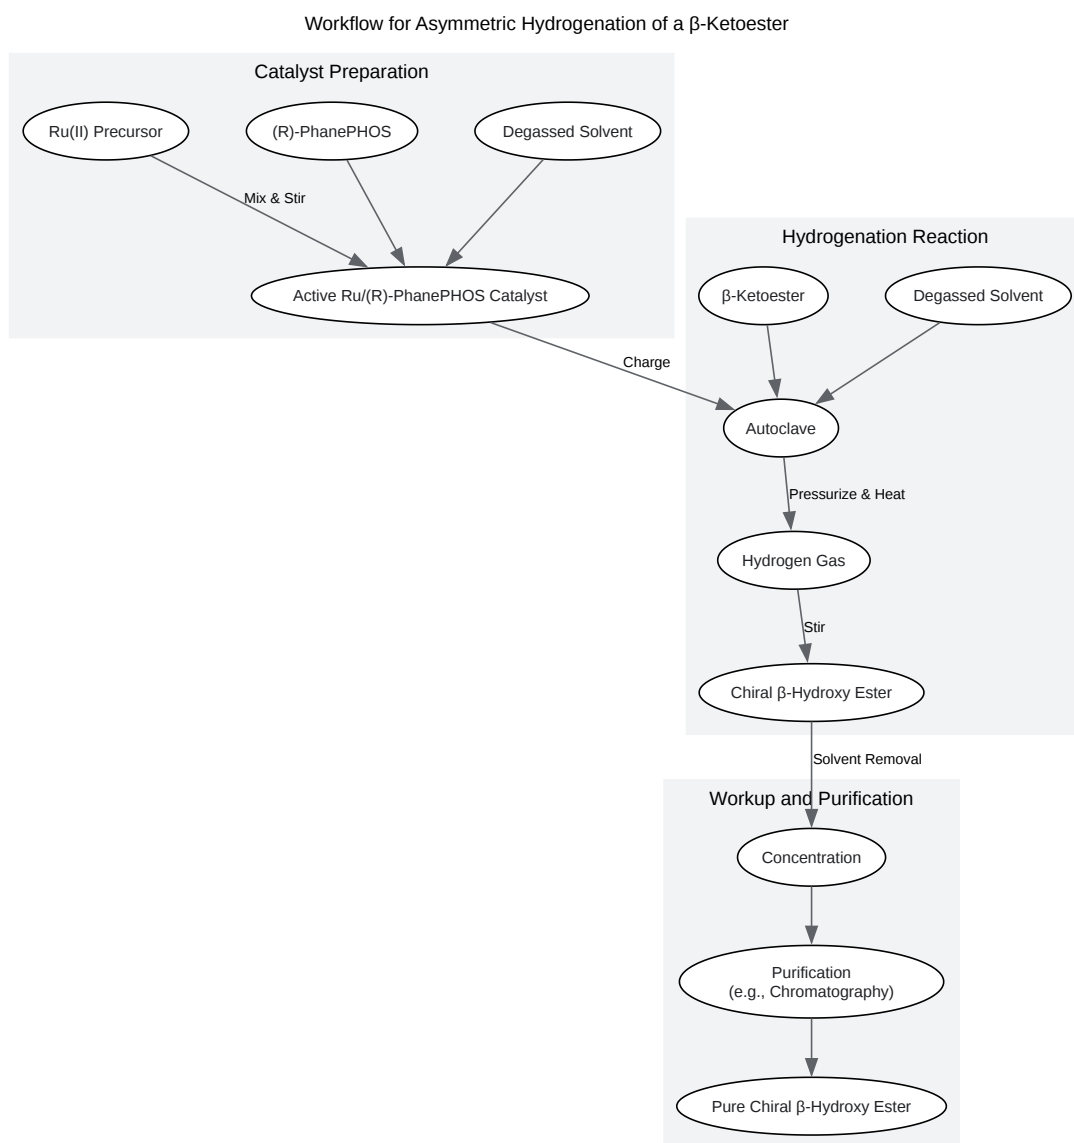 Workflow for Asymmetric Hydrogenation of a β-Ketoester
Catalyst Preparation
Ru(II) Precursor
(R)-PhanePHOS
Degassed Solvent
Mix & Stir
Active Ru/(R)-PhanePHOS Catalyst
Charge
Hydrogenation Reaction
β-Ketoester
Degassed Solvent
Autoclave
Pressurize & Heat
Hydrogen Gas
Stir
Chiral β-Hydroxy Ester
Solvent Removal
Workup and Purification
Concentration
Purification
(e.g., Chromatography)
Pure Chiral β-Hydroxy Ester